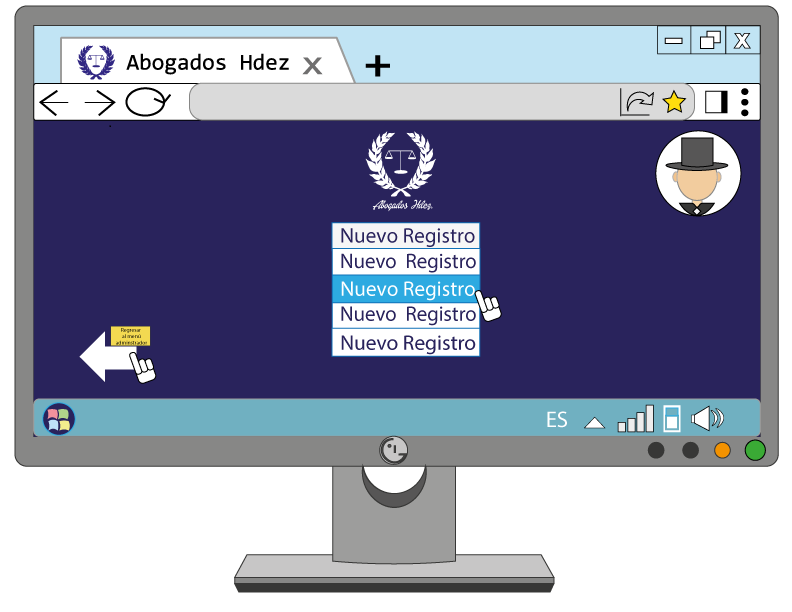 Abogados Hdez X
X
Abogados Hdez.
Nuevo Registro
Nuevo Registro
Nuevo Registro
Nuevo Registro
Nuevo Registro
Regresar
al menú
administrador
ES